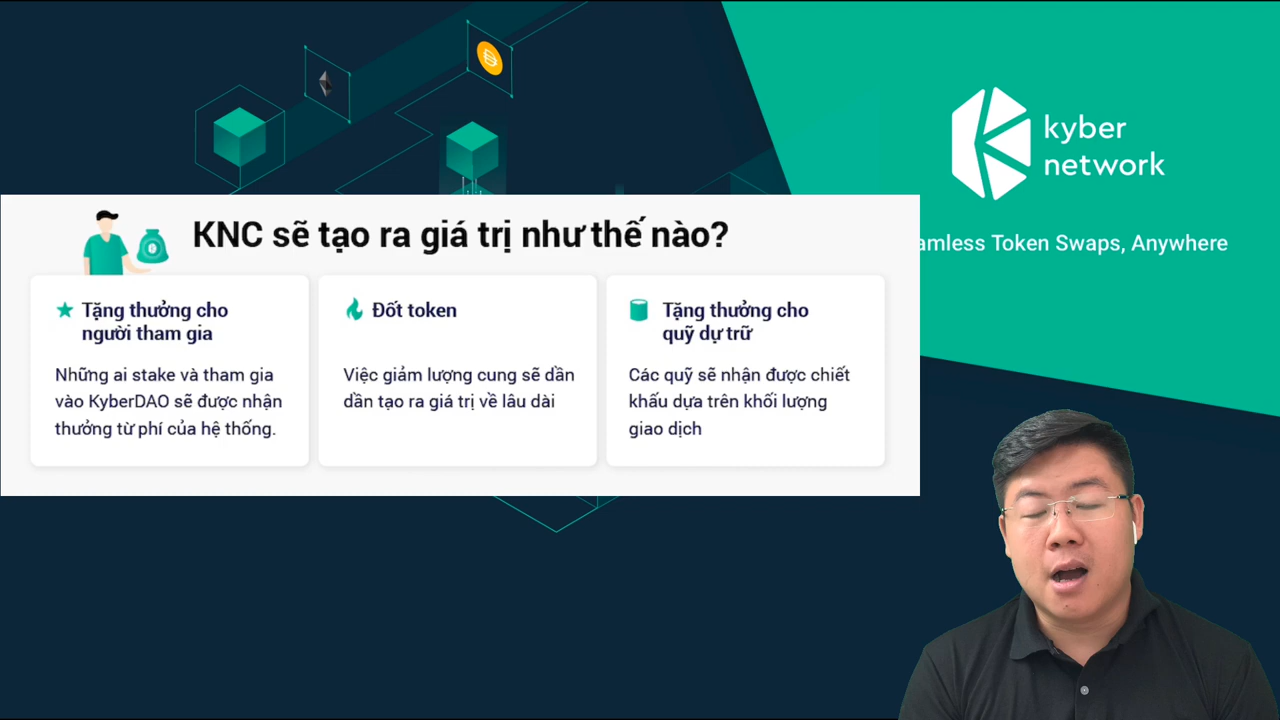 kyber
network
amless Token Swaps, Anywhere
KNC sẽ tạo ra giá trị như thế nào?
Tặng thưởng cho
người tham gia
Những ai stake và tham gia
vào KyberDAO sẽ được nhận
thưởng từ phí của hệ thống.
Đốt token
Việc giảm lượng cung sẽ dần
dần tạo ra giá trị về lâu dài
Tặng thưởng cho
quỹ dự trữ
Các quỹ sẽ nhận được chiết
khấu dựa trên khối lượng
giao dịch